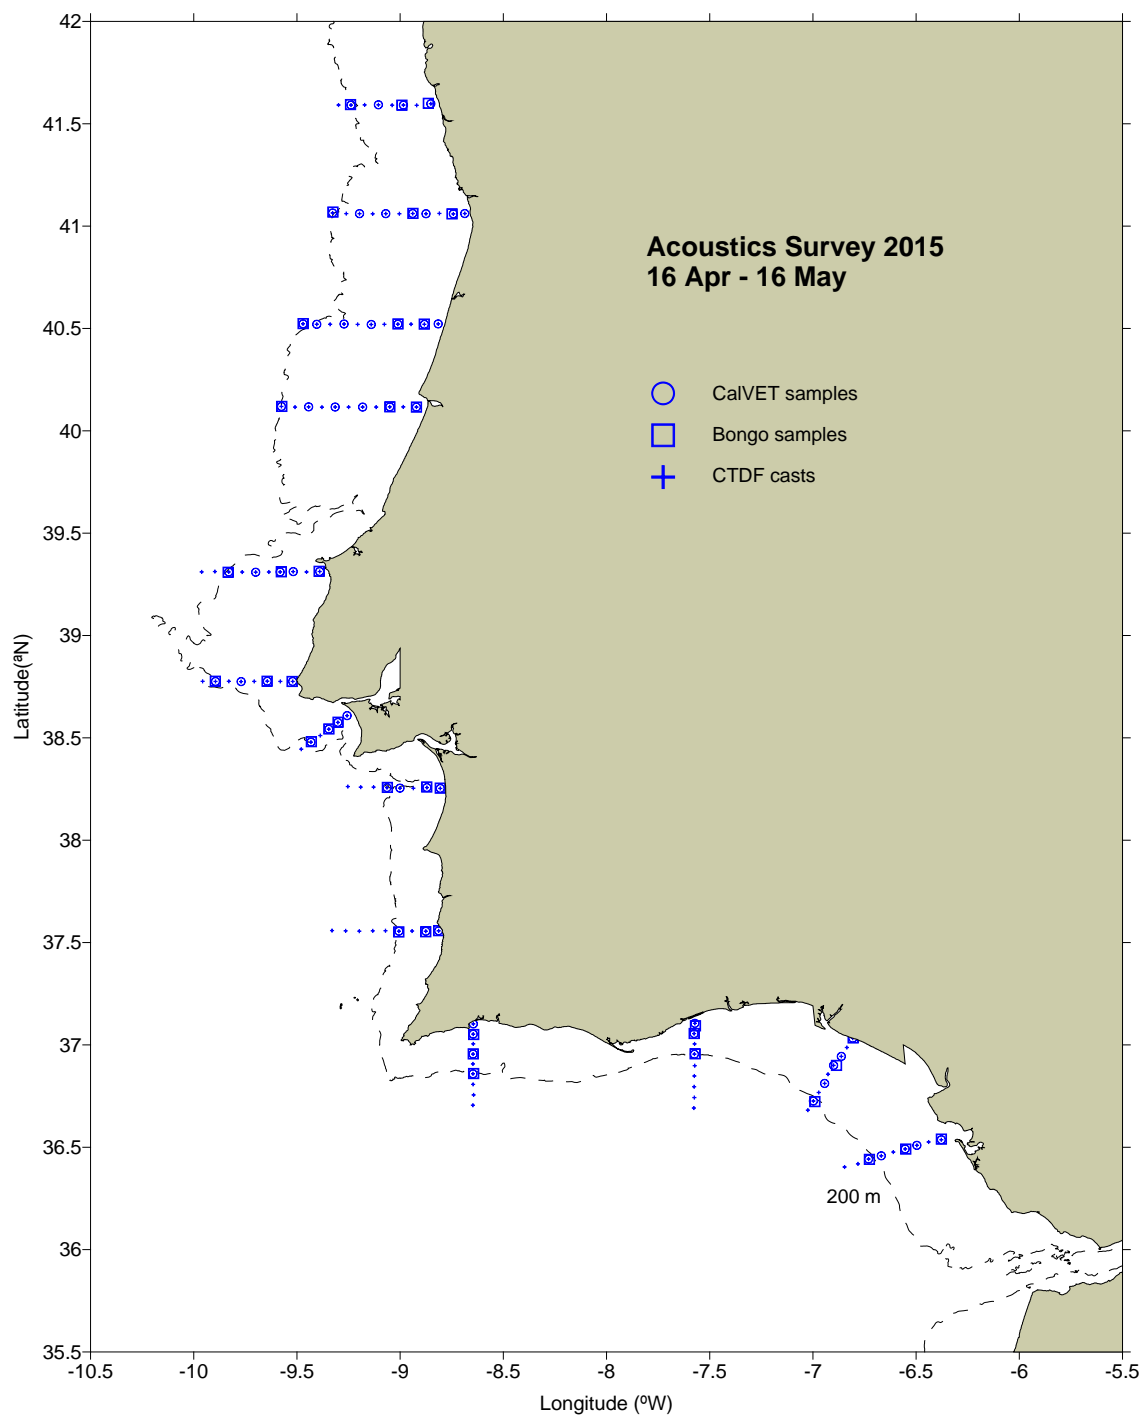 42
41.5
41
40.5
40
39.5
39
38.5
38
37.5
37
36.5
36
35.5
Latitude(ªN)
Acoustics Survey 2015
16 Apr - 16 May
CalVET samples
Bongo samples
CTDF casts
200 m
-10.5 -10 -9.5 -9 -8.5 -8 -7.5 -7 -6.5 -6 -5.5
Longitude (ºW)